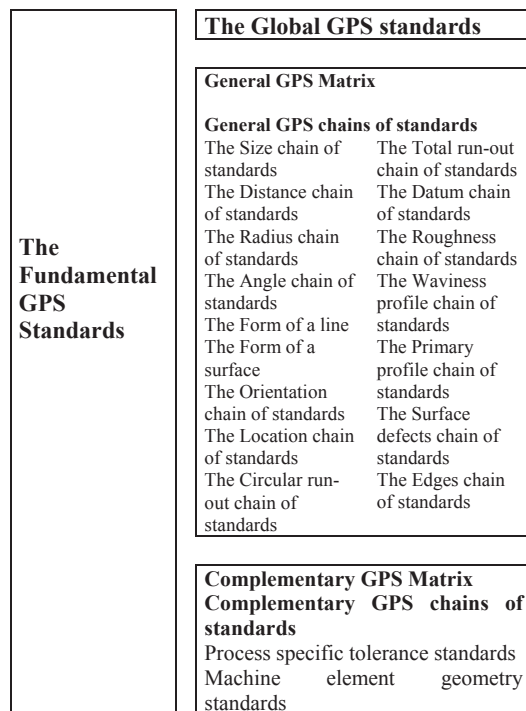 The
Fundamental
GPS
Standards
The Global GPS standards
General GPS Matrix
General GPS chains of standards
The Size chain of
standards
The Distance chain
of standards
The Radius chain
of standards
The Angle chain of
standards
The Form of a line
The Form of a
surface
The Orientation
chain of standards
The Location chain
of standards
The Circular run-
out chain of
standards
The Total run-out
chain of standards
The Datum chain
of standards
The Roughness
chain of standards
The Waviness
profile chain of
standards
The Primary
profile chain of
standards
The Surface
defects chain of
standards
The Edges chain
of standards
Complementary GPS Matrix
Complementary GPS chains of
standards
Process specific tolerance standards
Machine element geometry
standards